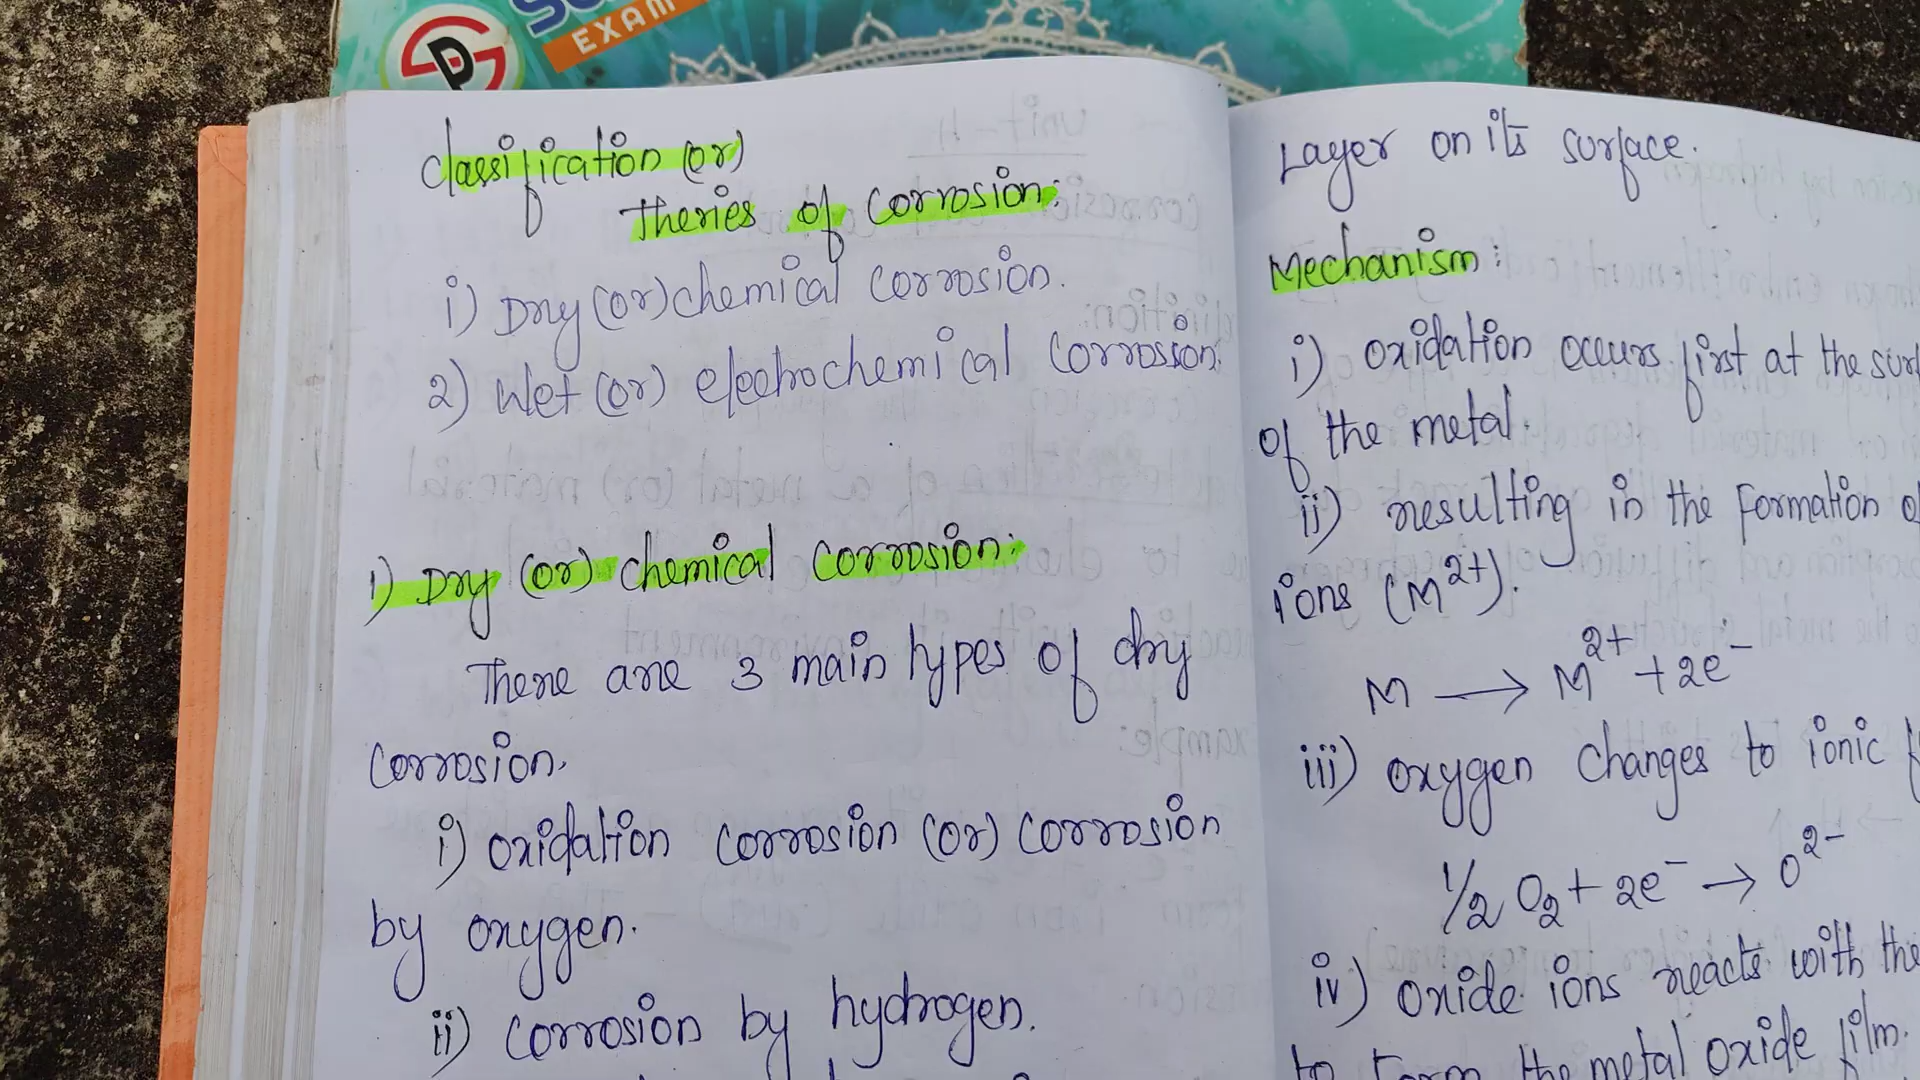 EXAM
Classification (or)
Theries of Corrosion:
i) Dry (or) chemical Corrosion.
2) Wet (or) electrochemical Corrosion.
1) Dry (or) chemical Corrosion:
There are 3 main types of dry
Corrosion.
i) oxidation corrosion (or) Corrosion
by oxygen.
ii) Corrosion by hydrogen.
Layer on its surface.
Mechanism:
i) oxidation occurs first at the surf
of the metal.
ii) resulting in the formation of
ions (M²⁺).
M → M²⁺ + 2e⁻
iii) oxygen changes to ionic f
1/2 O₂ + 2e⁻ → O²⁻
iv) oxide ions reacts with the
to form the metal oxide film.